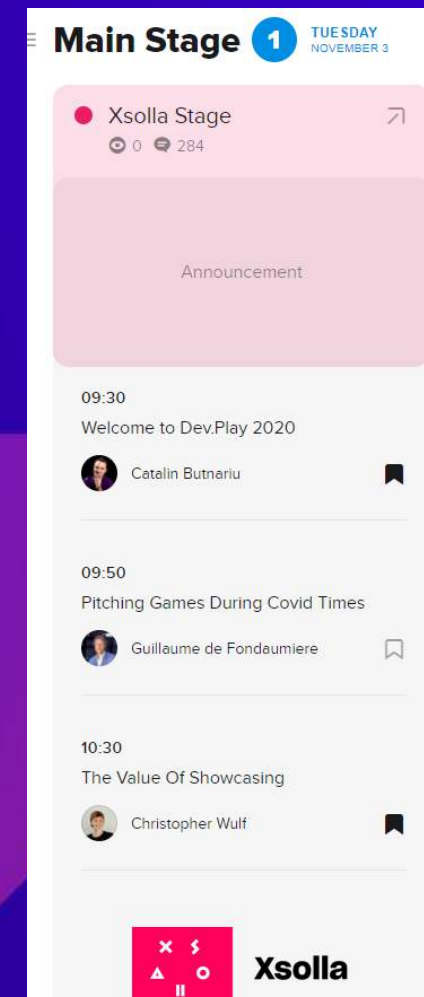 Main Stage 1 TUESDAY
NOVEMBER 3
Xsolla Stage
0 284
Announcement
09:30
Welcome to Dev.Play 2020
Catalin Butnariu
09:50
Pitching Games During Covid Times
Guillaume de Fondaumiere
10:30
The Value Of Showcasing
Christopher Wulf
XSOLLA
Xsolla